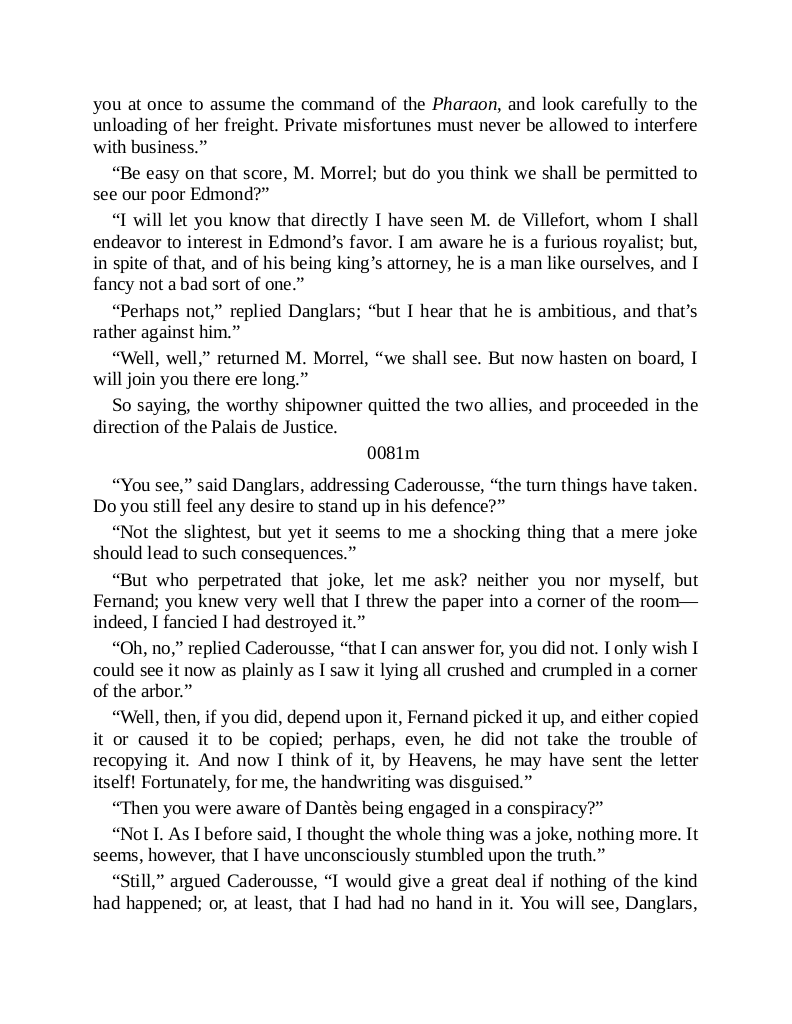 you at once to assume the command of the Pharaon, and look carefully to the
unloading of her freight. Private misfortunes must never be allowed to interfere
with business.”
“Be easy on that score, M. Morrel; but do you think we shall be permitted to
see our poor Edmond?”
“I will let you know that directly I have seen M. de Villefort, whom I shall
endeavor to interest in Edmond’s favor. I am aware he is a furious royalist; but,
in spite of that, and of his being king’s attorney, he is a man like ourselves, and I
fancy not a bad sort of one.”
“Perhaps not,” replied Danglars; “but I hear that he is ambitious, and that’s
rather against him.”
“Well, well,” returned M. Morrel, “we shall see. But now hasten on board, I
will join you there ere long.”
So saying, the worthy shipowner quitted the two allies, and proceeded in the
direction of the Palais de Justice.
0081m
“You see,” said Danglars, addressing Caderousse, “the turn things have taken.
Do you still feel any desire to stand up in his defence?”
“Not the slightest, but yet it seems to me a shocking thing that a mere joke
should lead to such consequences.”
“But who perpetrated that joke, let me ask? neither you nor myself, but
Fernand; you knew very well that I threw the paper into a corner of the room—
indeed, I fancied I had destroyed it.”
“Oh, no,” replied Caderousse, “that I can answer for, you did not. I only wish I
could see it now as plainly as I saw it lying all crushed and crumpled in a corner
of the arbor.”
“Well, then, if you did, depend upon it, Fernand picked it up, and either copied
it or caused it to be copied; perhaps, even, he did not take the trouble of
recopying it. And now I think of it, by Heavens, he may have sent the letter
itself! Fortunately, for me, the handwriting was disguised.”
“Then you were aware of Dantès being engaged in a conspiracy?”
“Not I. As I before said, I thought the whole thing was a joke, nothing more. It
seems, however, that I have unconsciously stumbled upon the truth.”
“Still,” argued Caderousse, “I would give a great deal if nothing of the kind
had happened; or, at least, that I had had no hand in it. You will see, Danglars,